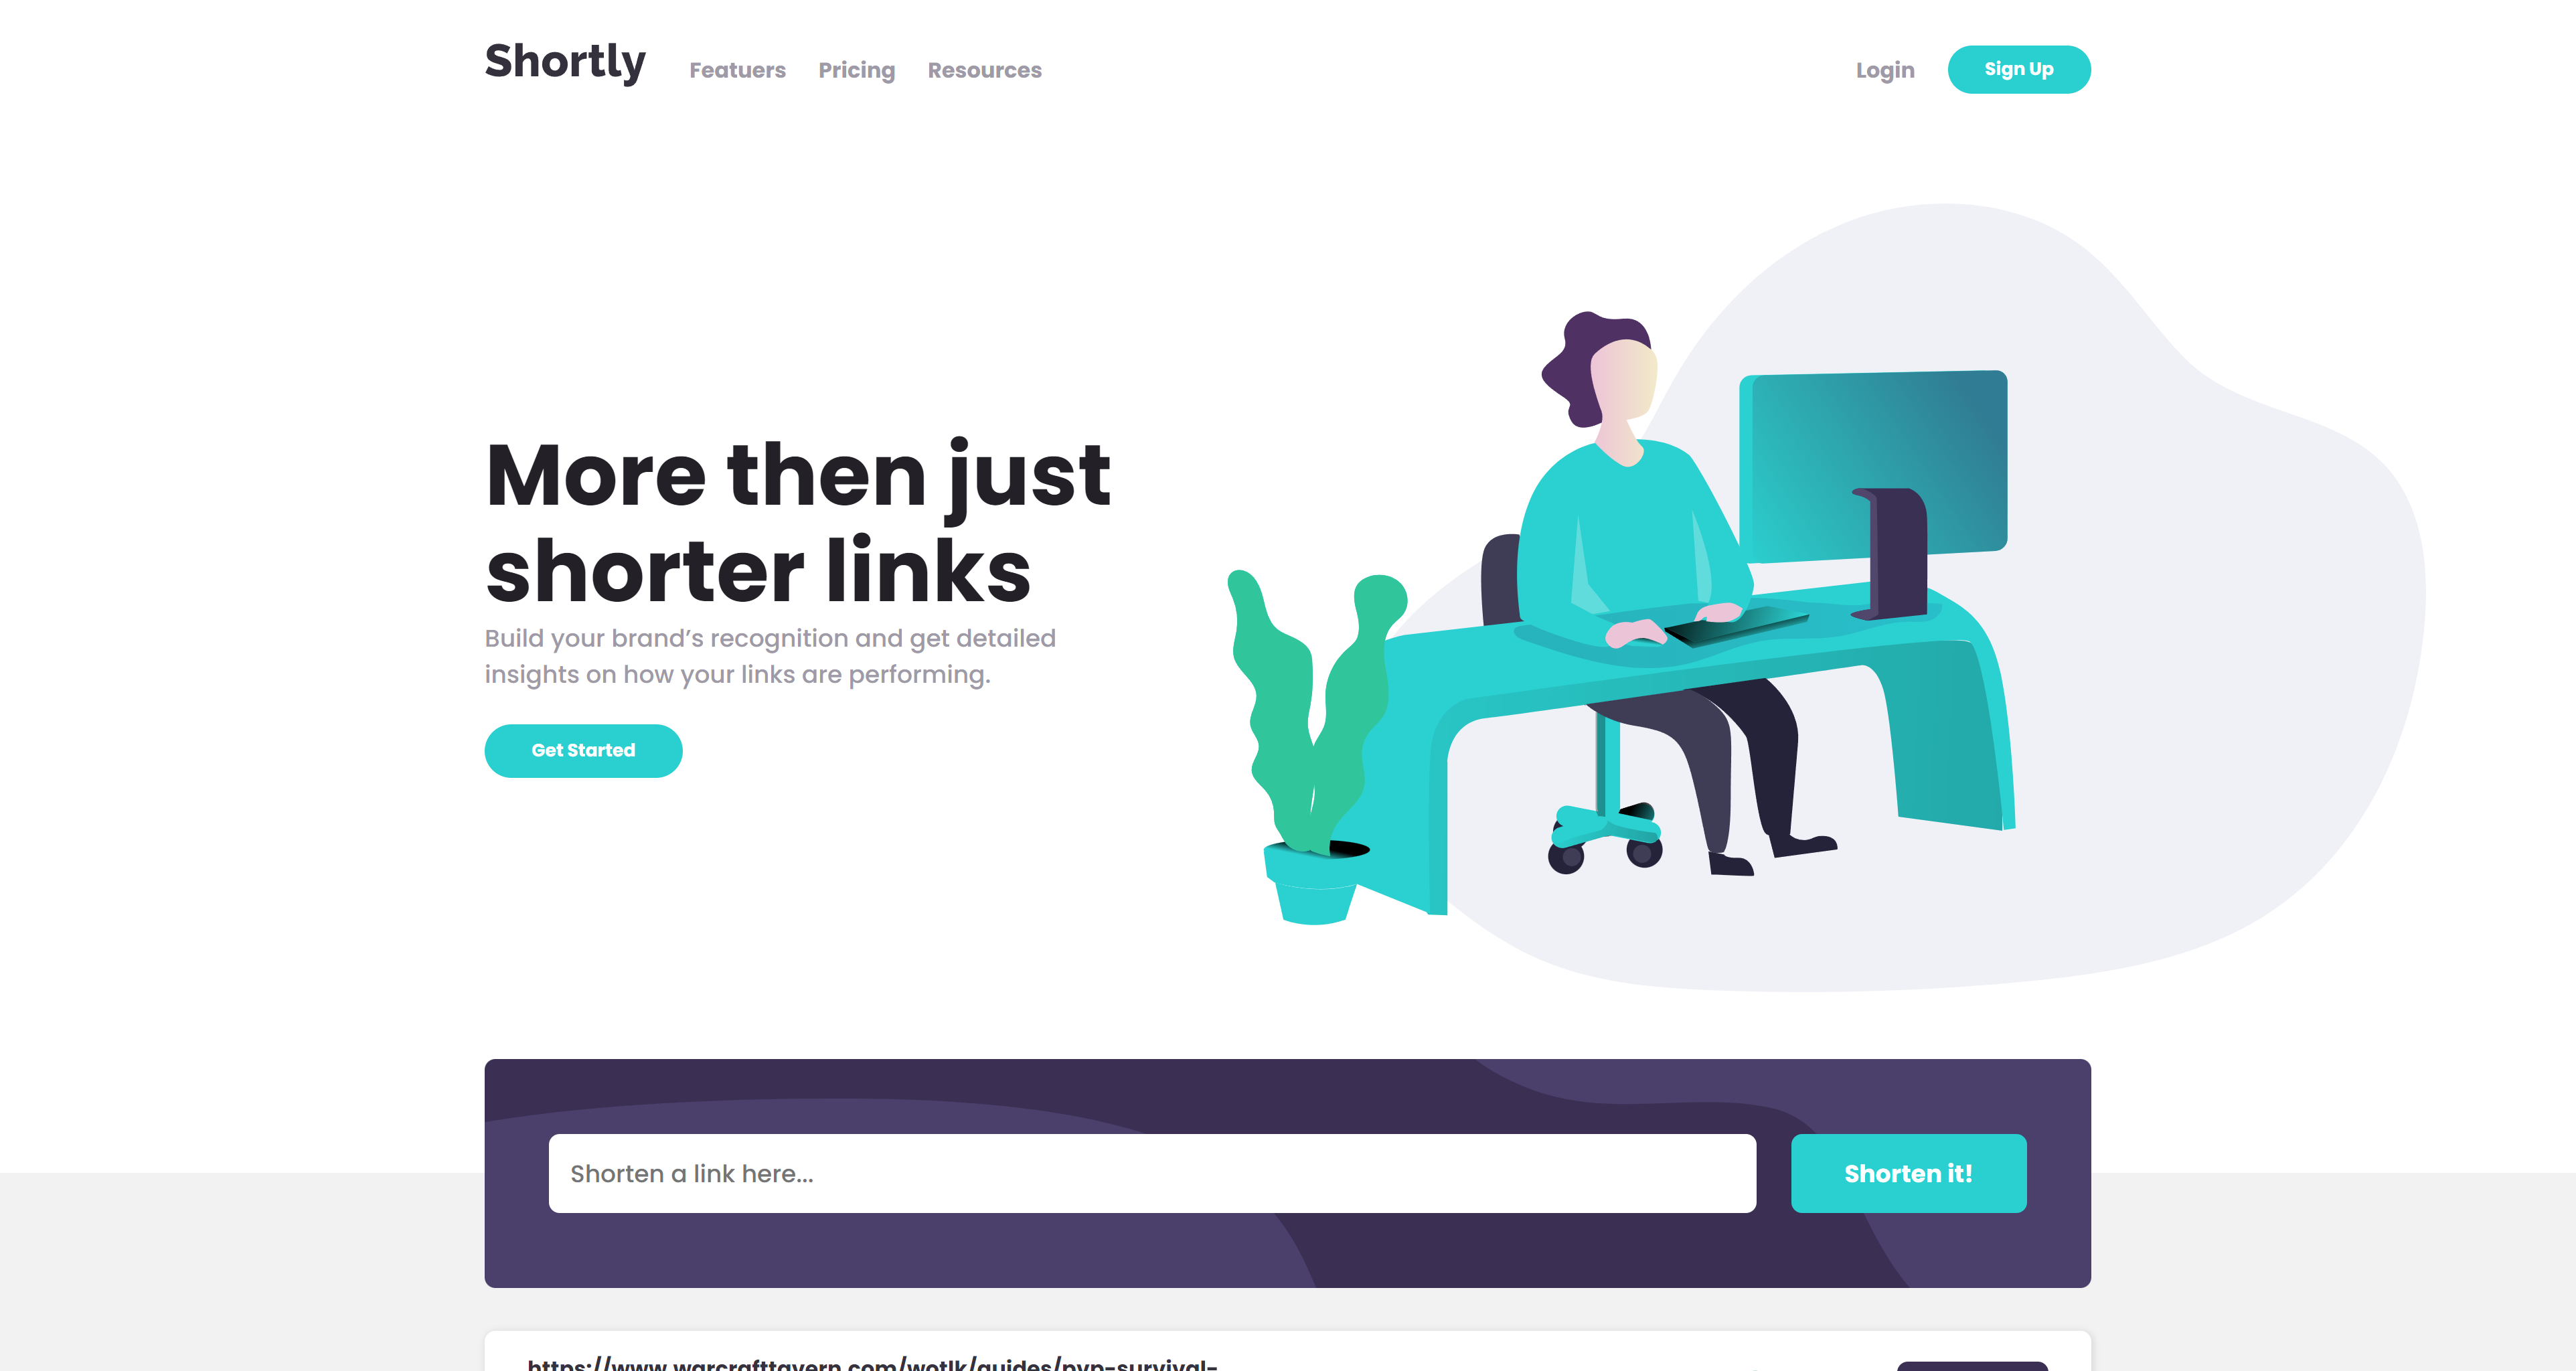 Shortly
Featuers
Pricing
Resources
Login
Sign Up
More then just
shorter links
Build your brand's recognition and get detailed
insights on how your links are performing.
Get Started
Shorten a link here...
Shorten it!
https://www.warcrafttavern.com/wotlk/guides/pvp-survival-